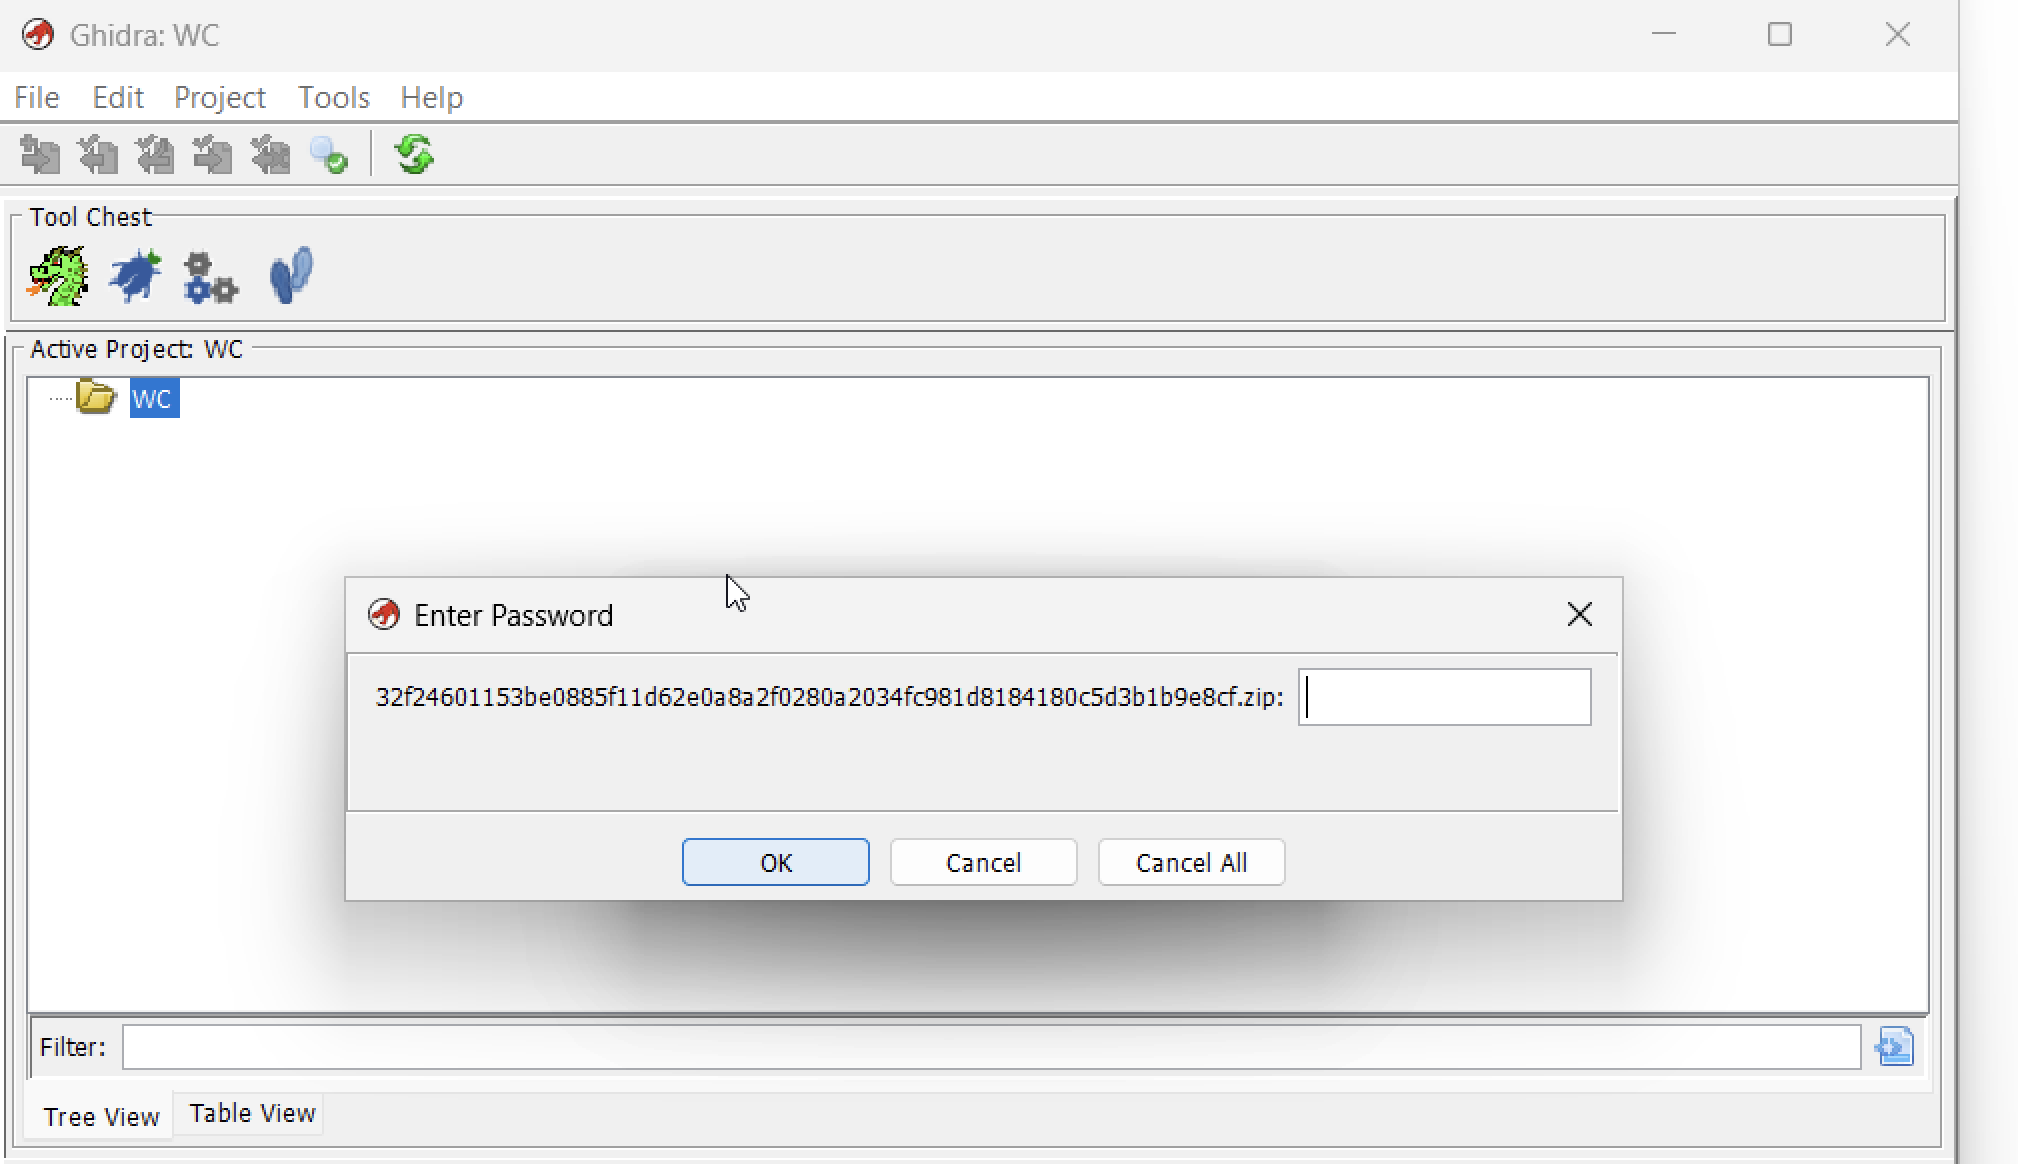 Ghidra: WC
File Edit Project Tools Help
Tool Chest
Active Project: WC
WC
Enter Password
32f24601153be0885f11d62e0a8a2f0280a2034fc981d8184180c5d3b1b9e8cf.zip:
OK Cancel Cancel All
Filter:
Tree View Table View